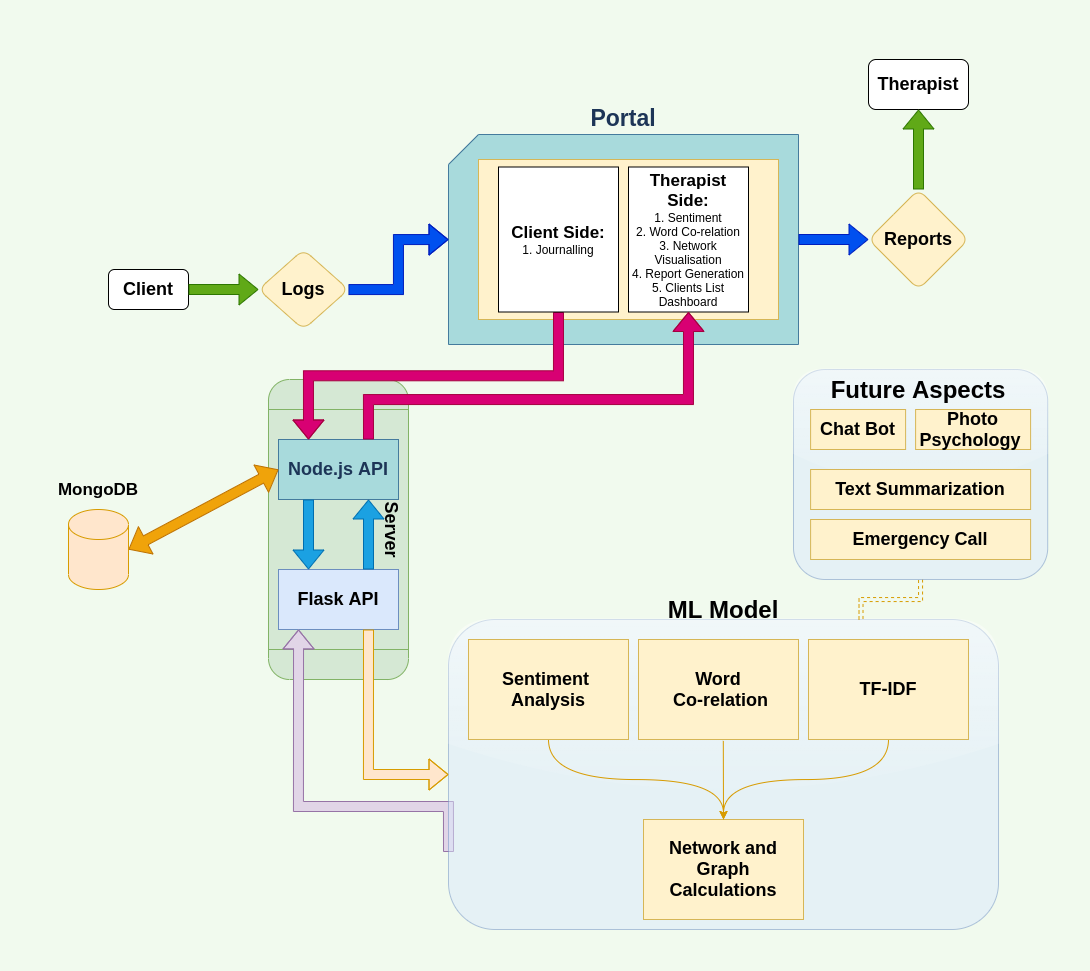 Therapist
Portal
Therapist
Side:
1. Sentiment
2. Word Co-relation
3. Network
Visualisation
4. Report Generation
5. Clients List
Dashboard
Client Side:
1. Journalling
Reports
Client
Logs
Future Aspects
Chat Bot
Photo
Psychology
Text Summarization
Emergency Call
Node.js API
MongoDB
Server
Flask API
ML Model
Sentiment
Analysis
Word
Co-relation
TF-IDF
Network and
Graph
Calculations